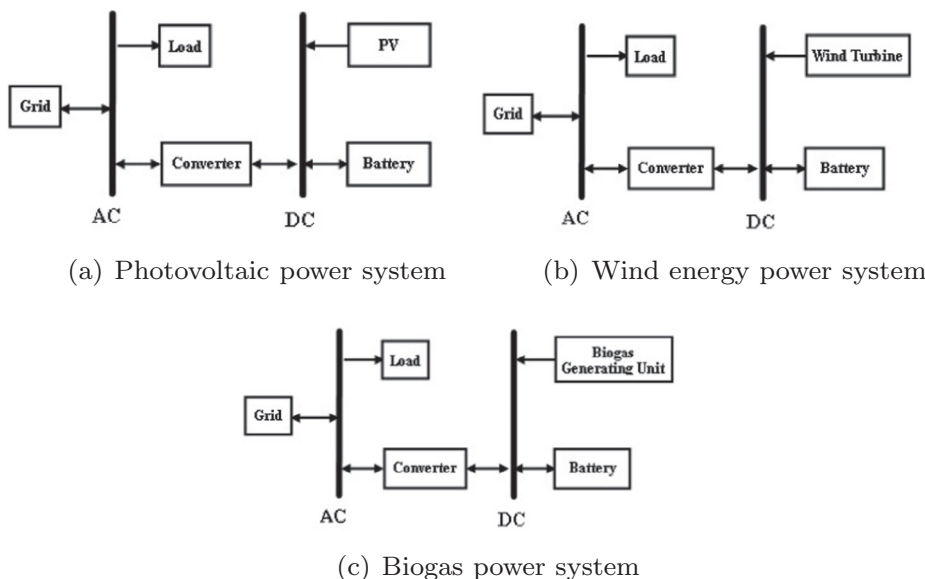 Load
PV
Grid
Converter
Battery
AC
DC
(a) Photovoltaic power system
Load
Wind Turbine
Grid
Converter
Battery
AC
DC
(b) Wind energy power system
Load
Biogas
Generating Unit
Grid
Converter
Battery
AC
DC
(c) Biogas power system